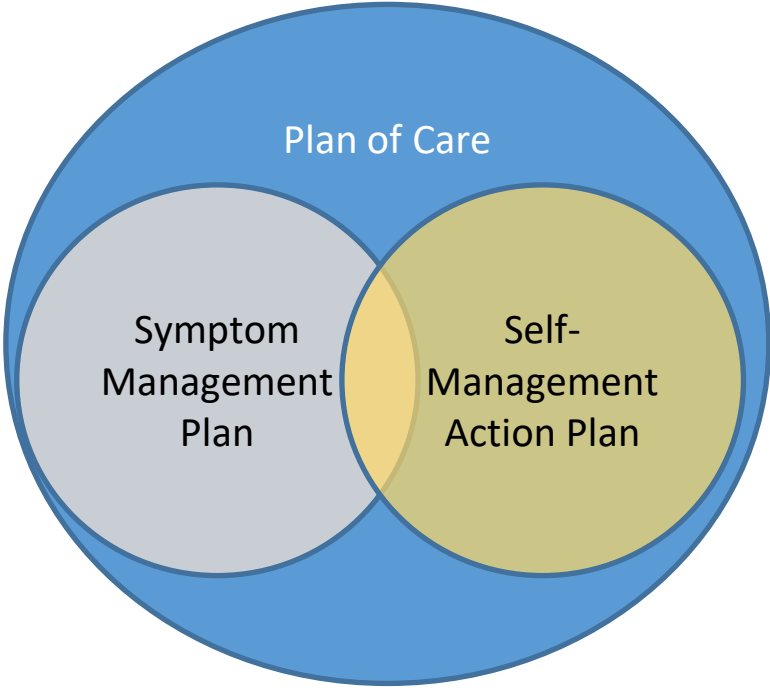 Plan of Care
Symptom
Management
Plan
Self-
Management
Action Plan